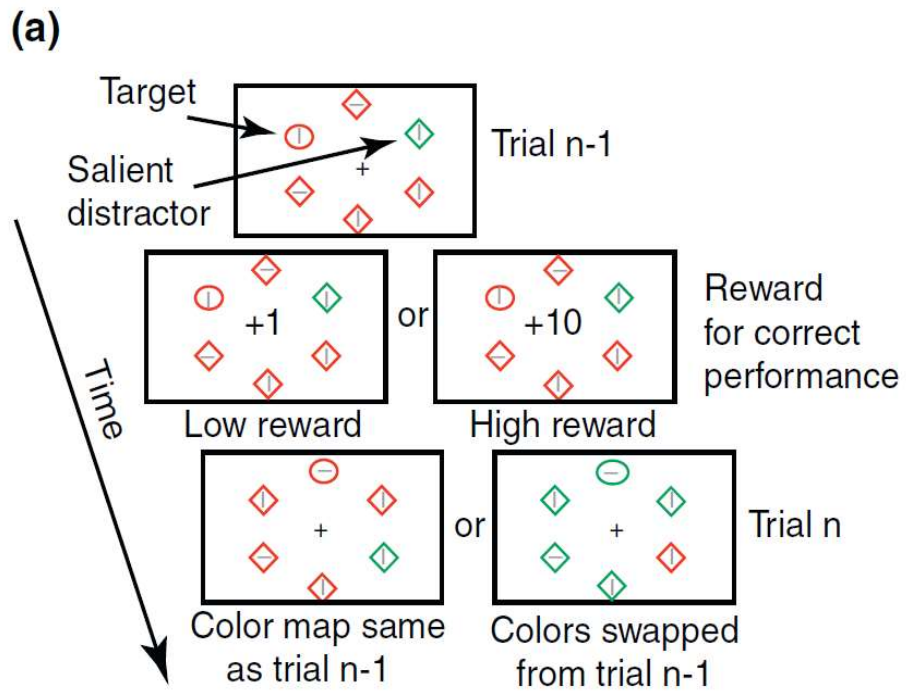 (a)
Target
Salient
distractor
+
Trial n-1
+1
or
+10
Reward
for correct
performance
Low reward
High reward
Time
+
or
+
Trial n
Color map same
as trial n-1
Colors swapped
from trial n-1